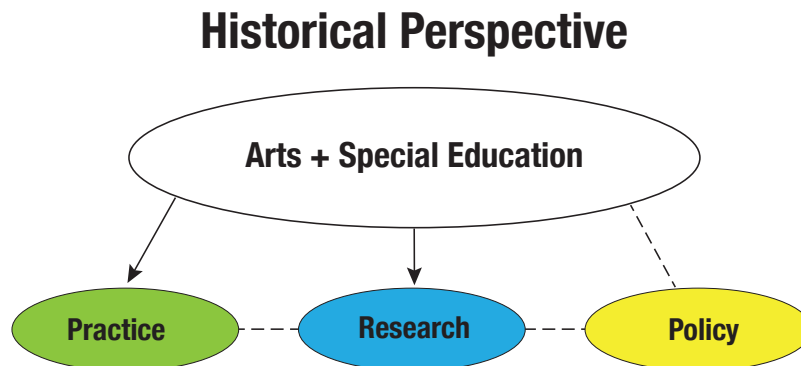 Historical Perspective
Arts + Special Education
Practice
Research
Policy